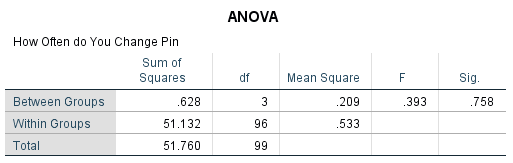 ANOVA
How Often do You Change Pin
Sum of Squares df Mean Square F Sig.
Between Groups .628 3 .209 .393 .758
Within Groups 51.132 96 .533
Total 51.760 99